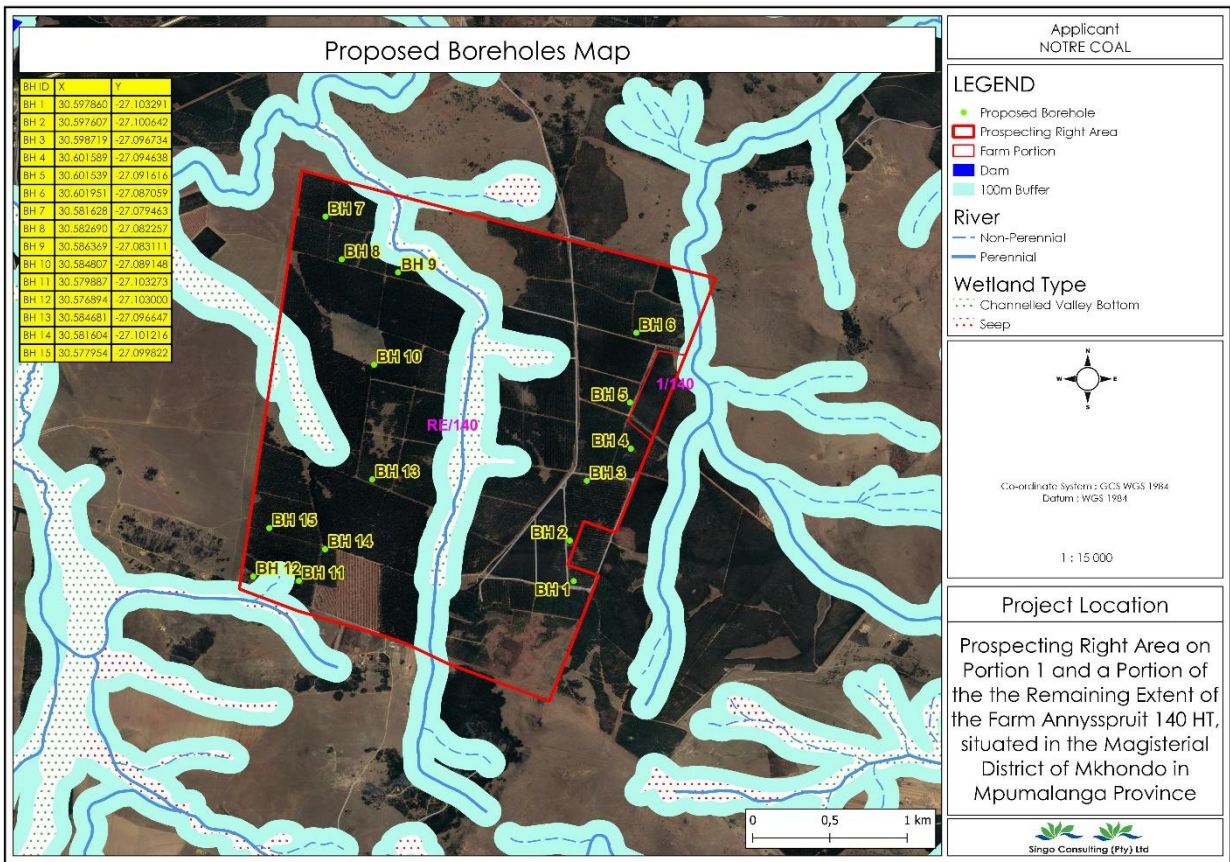 Proposed Boreholes Map
BH ID X Y
BH 1 30.597860 -27.103291
BH 2 30.597607 -27.100642
BH 3 30.598719 -27.096734
BH 4 30.601589 -27.094638
BH 5 30.601539 -27.091616
BH 6 30.601951 -27.087059
BH 7 30.581628 -27.079463
BH 8 30.582690 -27.082257
BH 9 30.586369 -27.083111
BH 10 30.584807 -27.089148
BH 11 30.579887 -27.103273
BH 12 30.576894 -27.103000
BH 13 30.584681 -27.096647
BH 14 30.581604 -27.101216
BH 15 30.577954 -27.099822
BH 7
BH 8
BH 9
BH 6
BH 10
1/140
BH 5
RE/140
BH 4
BH 13
BH 3
BH 15
BH 2
BH 14
BH 12
BH 11
BH 1
0 0,5 1 km
Applicant
NOTRE COAL
LEGEND
Proposed Borehole
Prospecting Right Area
Farm Portion
Dam
100m Buffer
River
Non-Perennial
Perennial
Wetland Type
Channelled Valley Bottom
Seep
N
W E
S
Co-ordinate System : GCS WGS 1984
Datum : WGS 1984
1 : 15 000
Project Location
Prospecting Right Area on
Portion 1 and a Portion of
the the Remaining Extent of
the Farm Annysspruit 140 HT,
situated in the Magisterial
District of Mkhondo in
Mpumalanga Province
Singo Consulting (Pty) Ltd